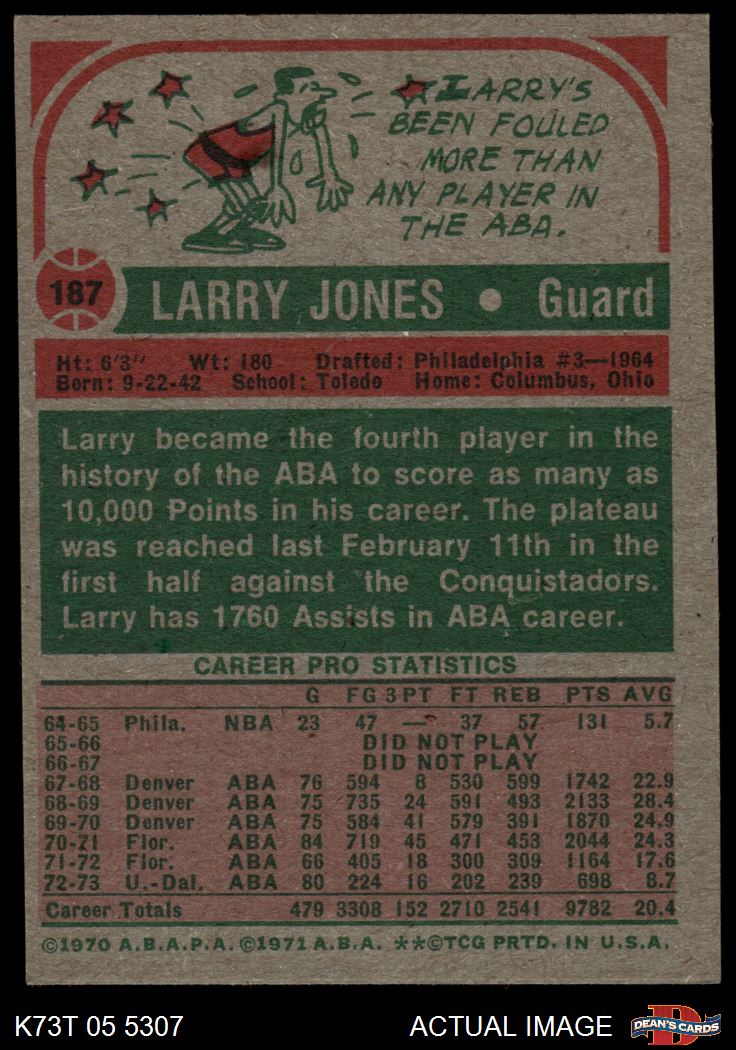 LARRY'S
BEEN FOULED
MORE THAN
ANY PLAYER IN
THE ABA.
187 LARRY JONES • Guard
Ht: 6'3" Wt: 180 Drafted: Philadelphia #3—1964
Born: 9-22-42 School: Toledo Home: Columbus, Ohio
Larry became the fourth player in the
history of the ABA to score as many as
10,000 Points in his career. The plateau
was reached last February 11th in the
first half against the Conquistadors.
Larry has 1760 Assists in ABA career.
CAREER PRO STATISTICS
G FG 3PT FT REB PTS AVG
64-65 Phila. NBA 23 47 — 37 57 131 5.7
65-66 DID NOT PLAY
66-67 DID NOT PLAY
67-68 Denver ABA 76 594 8 530 599 1742 22.9
68-69 Denver ABA 75 735 24 591 493 2133 28.4
69-70 Denver ABA 75 584 41 579 391 1870 24.9
70-71 Flor. ABA 84 719 45 471 453 2044 24.3
71-72 Flor. ABA 66 405 18 300 309 1164 17.6
72-73 U.-Dal. ABA 80 224 16 202 239 698 8.7
Career Totals 479 3308 152 2710 2541 9782 20.4
©1970 A.B.A.P.A. ©1971 A.B.A. **©TCG PRTD. IN U.S.A.
K73T 05 5307 ACTUAL IMAGE DEAN'S CARDS